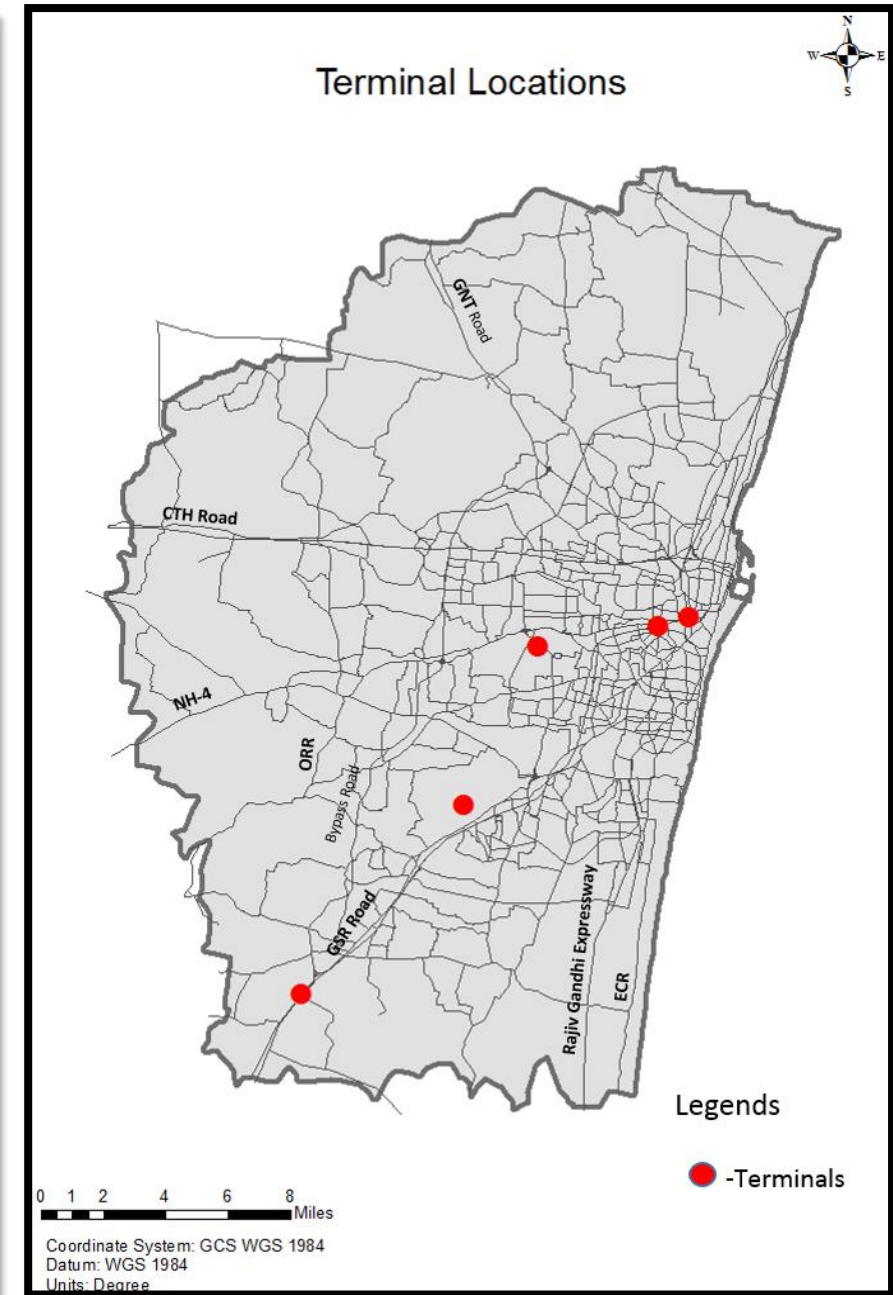 N
W E
S
Terminal Locations
GNT Road
CTH Road
NH-4
ORR
Bypass Road
GSR Road
Rajiv Gandhi Expressway
ECR
Legends
-Terminals
0 1 2 4 6 8
Miles
Coordinate System: GCS WGS 1984
Datum: WGS 1984
Units: Degree